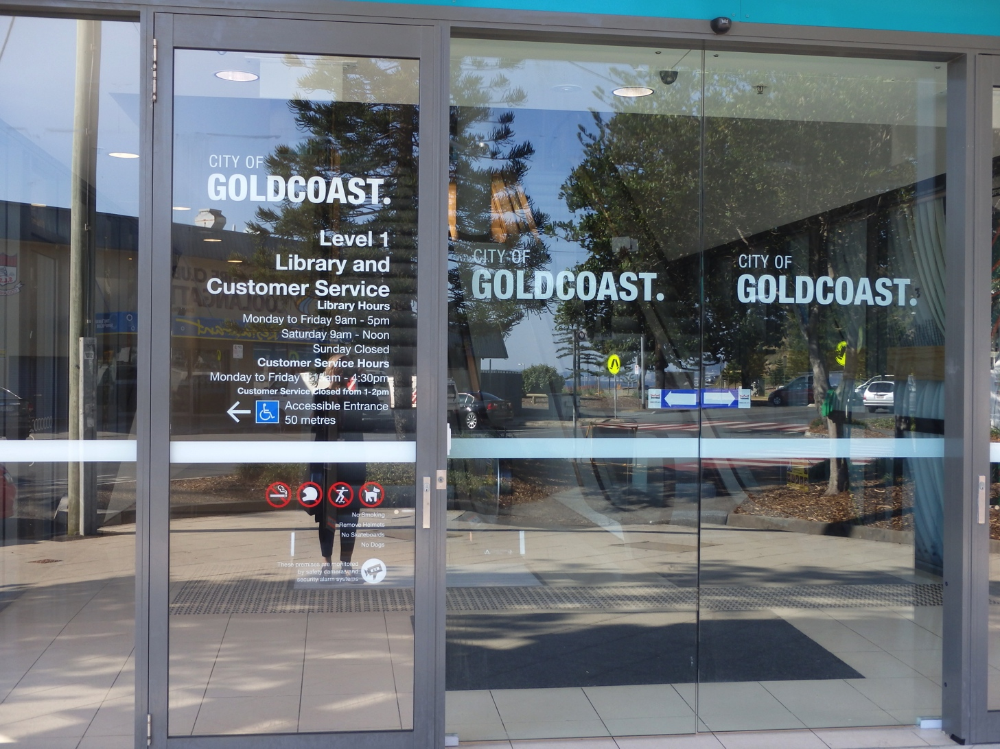 CITY OF
GOLDCOAST.
Level 1
Library and
Customer Service
Library Hours
Monday to Friday 9am - 5pm
Saturday 9am - Noon
Sunday Closed
Customer Service Hours
Monday to Friday 8:15am - 4:30pm
Customer Service Closed from 1-2pm
Accessible Entrance
50 metres
No Smoking
Remove Helmets
No Skateboards
No Dogs
These premises are monitored
by safety cameras and
security alarm systems
CITY OF
GOLDCOAST.
CITY OF
GOLDCOAST.